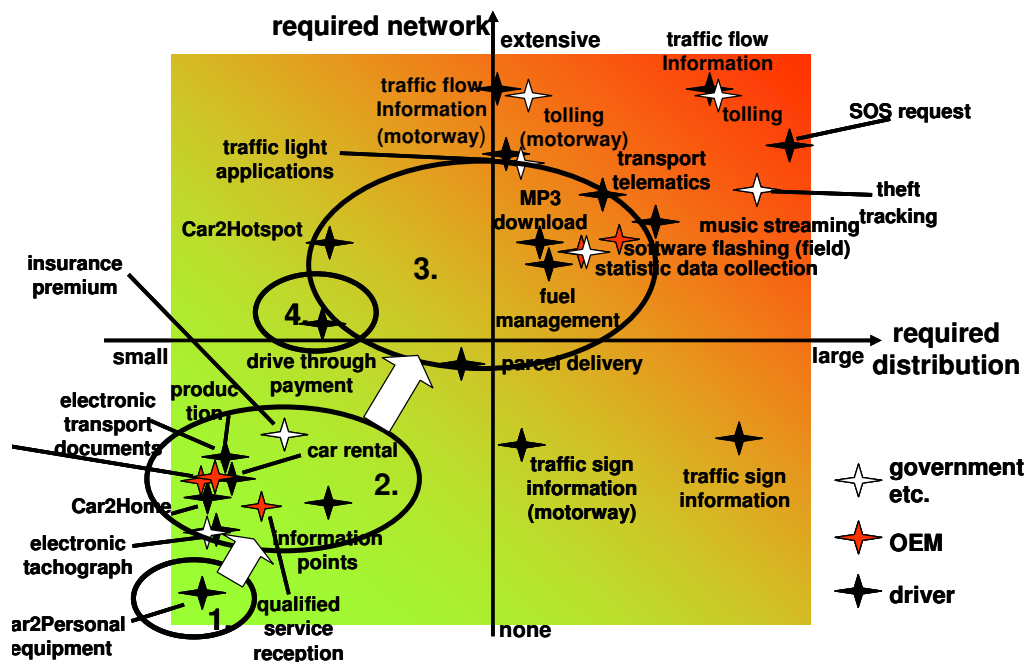 required network
extensive
traffic flow
Information
traffic flow
Information
(motorway)
tolling
(motorway)
tolling
SOS request
traffic light
applications
transport
telematics
theft
tracking
MP3
download
music streaming
software flashing (field)
statistic data collection
Car2Hotspot
3.
insurance
premium
fuel
management
4.
required
distribution
small
large
drive through
payment
parcel delivery
produc
tion
electronic
transport
documents
car rental
2.
Car2Home
traffic sign
information
(motorway)
traffic sign
information
government
etc.
electronic
tachograph
information
points
OEM
qualified
service
reception
driver
1.
ar2Personal
equipment
none